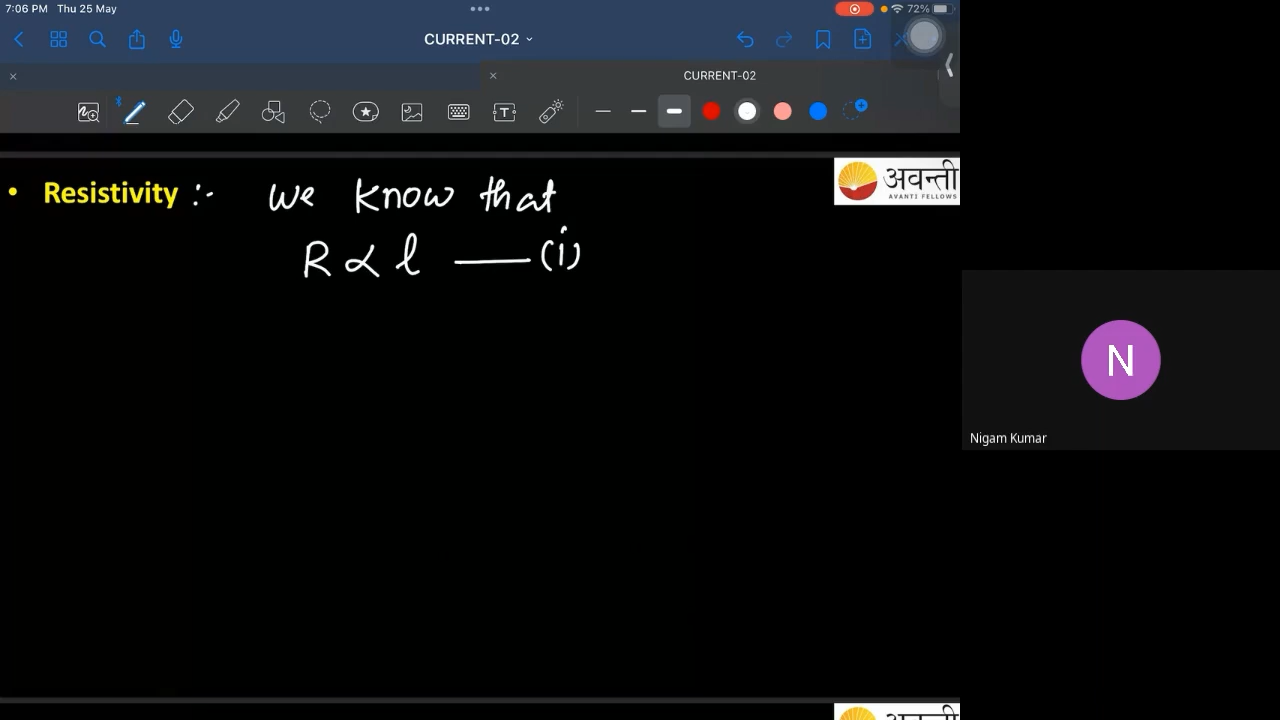 7:06 PM Thu 25 May
72%
CURRENT-02
CURRENT-02
T
• Resistivity :- We know that
R ∝ l —— (i)
अवन्ती
AVANTI FELLOWS
N
Nigam Kumar
अवन्ती